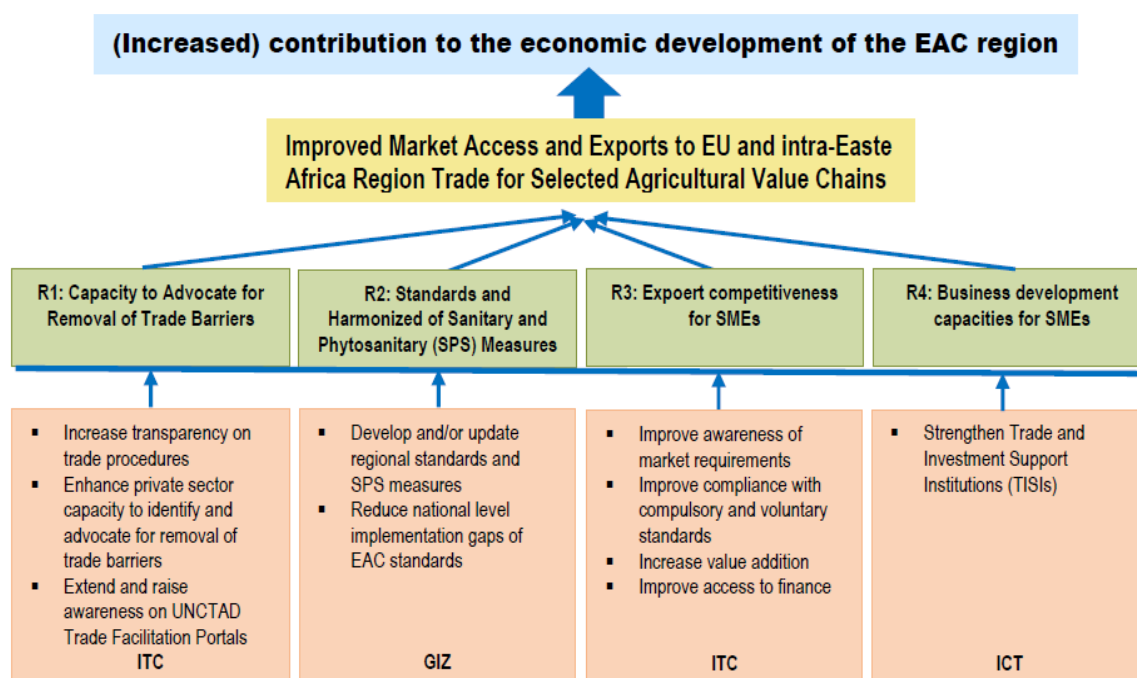 (Increased) contribution to the economic development of the EAC region
Improved Market Access and Exports to EU and intra-Easte
Africa Region Trade for Selected Agricultural Value Chains
R1: Capacity to Advocate for
Removal of Trade Barriers
R2: Standards and
Harmonized of Sanitary and
Phytosanitary (SPS) Measures
R3: Expoert competitiveness
for SMEs
R4: Business development
capacities for SMEs
▪ Increase transparency on
trade procedures
▪ Enhance private sector
capacity to identify and
advocate for removal of
trade barriers
▪ Extend and raise
awareness on UNCTAD
Trade Facilitation Portals
ITC
▪ Develop and/or update
regional standards and
SPS measures
▪ Reduce national level
implementation gaps of
EAC standards
GIZ
▪ Improve awareness of
market requirements
▪ Improve compliance with
compulsory and voluntary
standards
▪ Increase value addition
▪ Improve access to finance
ITC
▪ Strengthen Trade and
Investment Support
Institutions (TISIs)
ICT